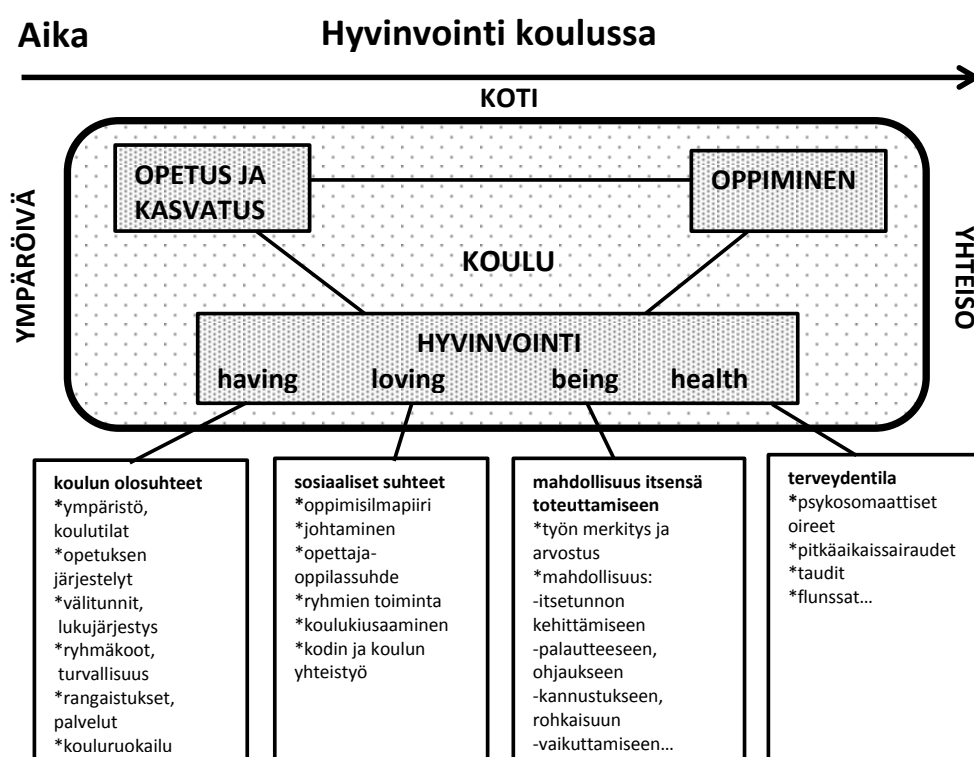 Aika
Hyvinvointi koulussa
KOTI
YMPÄRÖIVÄ
YHTEISO
OPETUS JA
KASVATUS
OPPIMINEN
KOULU
HYVINVOINTI
having loving being health
koulun olosuhteet
*ympäristö,
koulutilat
*opetuksen
järjestelyt
*välitunnit,
lukujärjestys
*ryhmäkoot,
turvallisuus
*rangaistukset,
palvelut
*kouluruokailu
sosiaaliset suhteet
*oppimisilmapiiri
*johtaminen
*opettaja-
oppilassuhde
*ryhmien toiminta
*koulukiusaaminen
*kodin ja koulun
yhteistyö
mahdollisuus itsensä
toteuttamiseen
*työn merkitys ja
arvostus
*mahdollisuus:
-itsetunnon
kehittämiseen
-palautteeseen,
ohjaukseen
-kannustukseen,
rohkaisuun
-vaikuttamiseen…
terveydentila
*psykosomaattiset
oireet
*pitkäaikaissairaudet
*taudit
*flunssat…